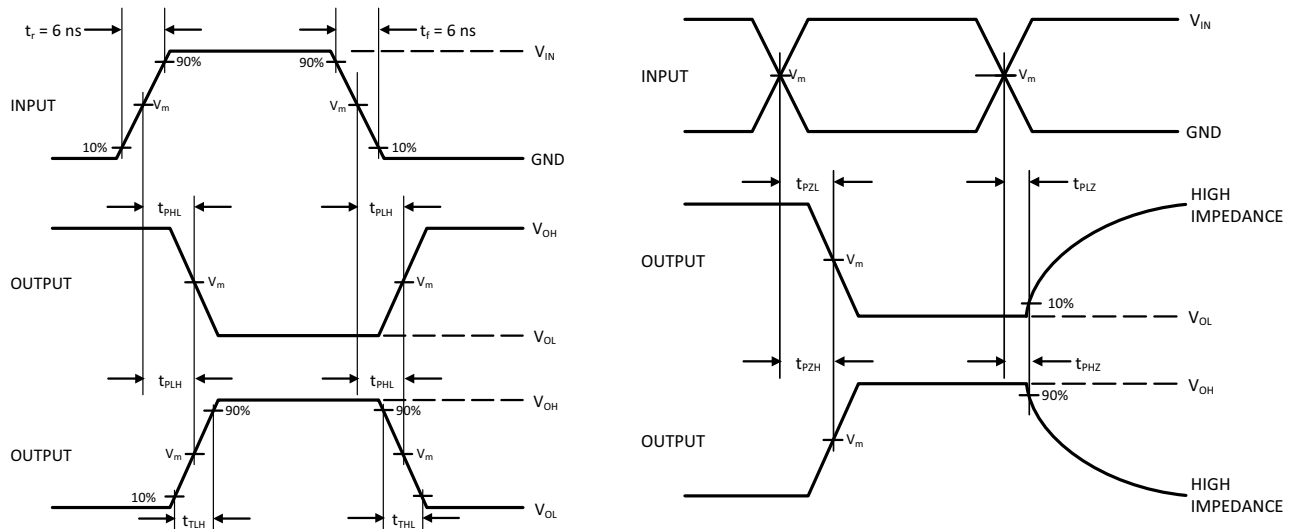 t_r = 6 ns
t_f = 6 ns
V_IN
90%
90%
INPUT
V_m
V_m
10%
10%
GND
t_PHL
t_PLH
V_OH
OUTPUT
V_m
V_m
V_OL
t_PLH
t_PHL
V_OH
90%
90%
OUTPUT
V_m
V_m
10%
V_OL
t_TLH
t_THL
V_IN
INPUT
V_m
V_m
GND
t_PZL
t_PLZ
HIGH
IMPEDANCE
OUTPUT
V_m
10%
V_OL
t_PZH
t_PHZ
V_OH
90%
OUTPUT
V_m
HIGH
IMPEDANCE